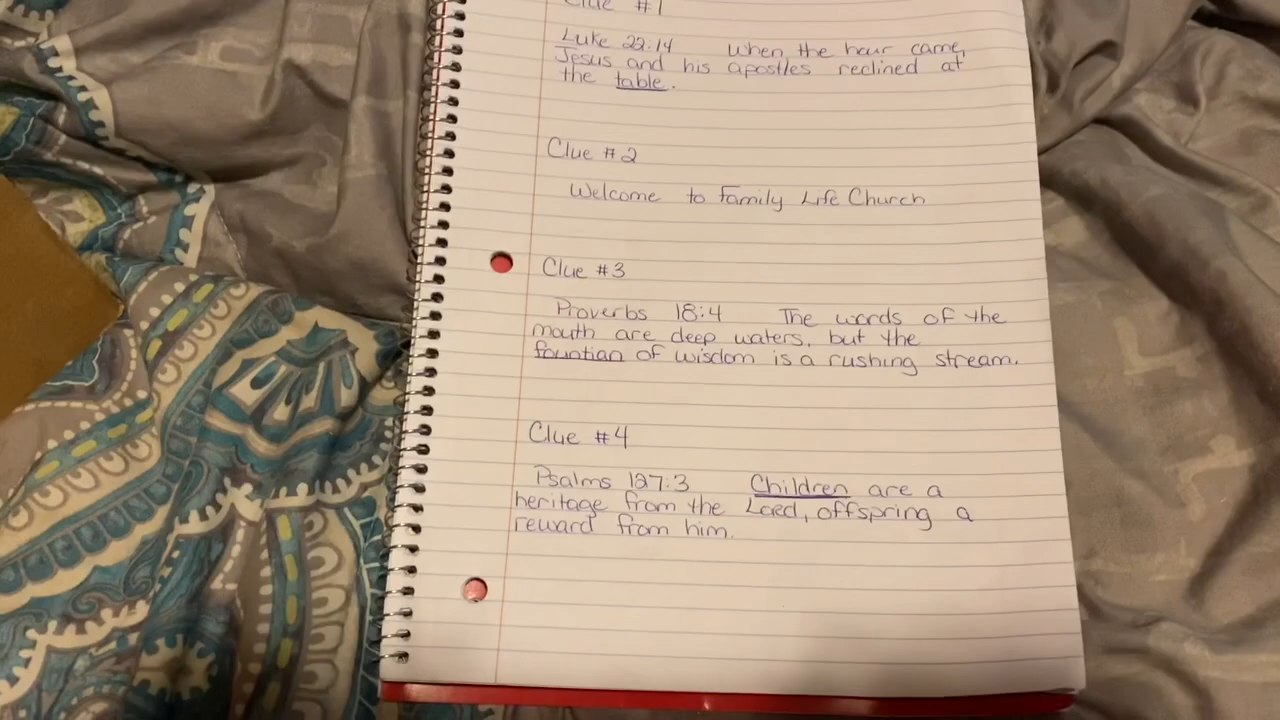 Clue #1
Luke 22:14 When the hour came,
Jesus and his apostles reclined at
the table.
Clue #2
Welcome to Family Life Church
Clue #3
Proverbs 18:4 The words of the
mouth are deep waters, but the
fountian of wisdom is a rushing stream.
Clue #4
Psalms 127:3 Children are a
heritage from the Lord, offspring a
reward from him.